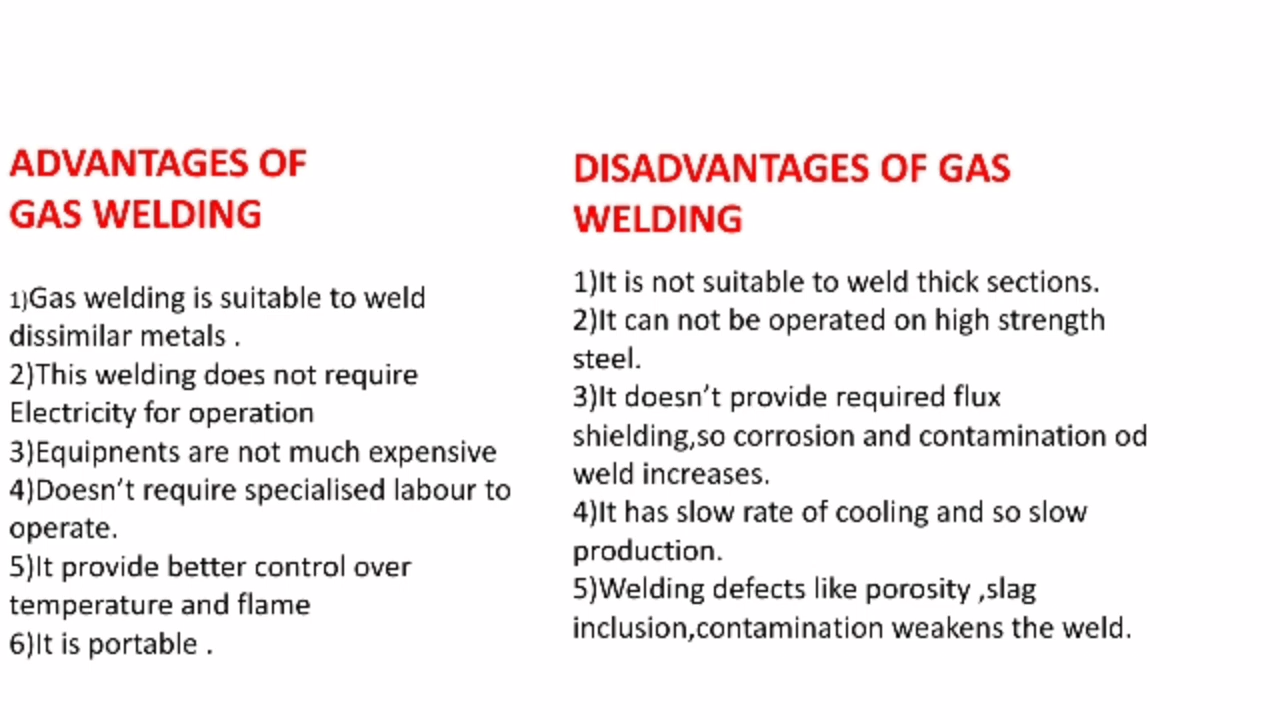 ADVANTAGES OF
GAS WELDING
1)Gas welding is suitable to weld
dissimilar metals .
2)This welding does not require
Electricity for operation
3)Equipnents are not much expensive
4)Doesn’t require specialised labour to
operate.
5)It provide better control over
temperature and flame
6)It is portable .
DISADVANTAGES OF GAS
WELDING
1)It is not suitable to weld thick sections.
2)It can not be operated on high strength
steel.
3)It doesn’t provide required flux
shielding,so corrosion and contamination od
weld increases.
4)It has slow rate of cooling and so slow
production.
5)Welding defects like porosity ,slag
inclusion,contamination weakens the weld.